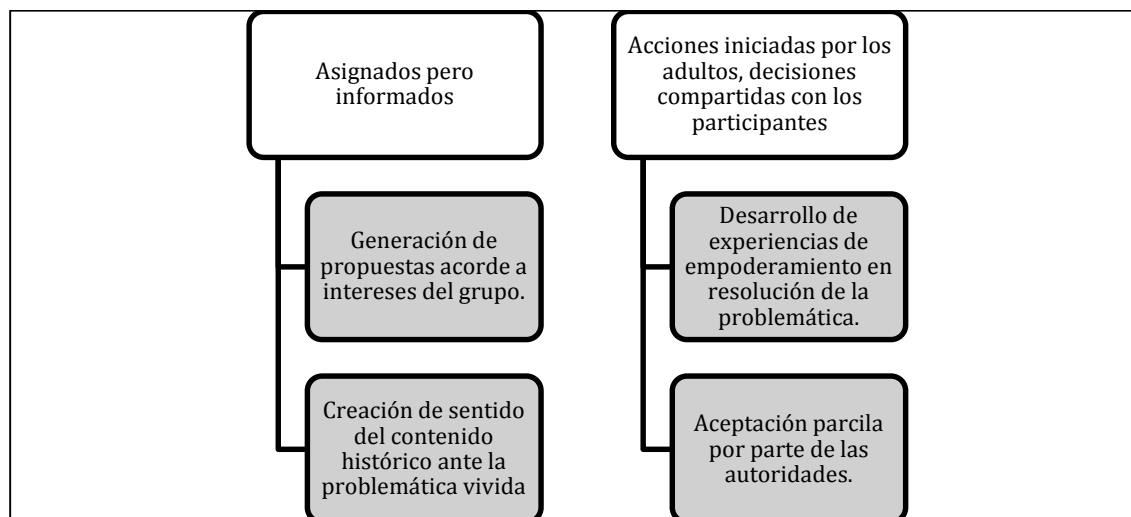 Asignados pero
informados
Generación de
propuestas acorde a
intereses del grupo.
Creación de sentido
del contenido
histórico ante la
problemática vivida
Acciones iniciadas por los
adultos, decisiones
compartidas con los
participantes
Desarrollo de
experiencias de
empoderamiento en
resolución de la
problemática.
Aceptación parcila
por parte de las
autoridades.